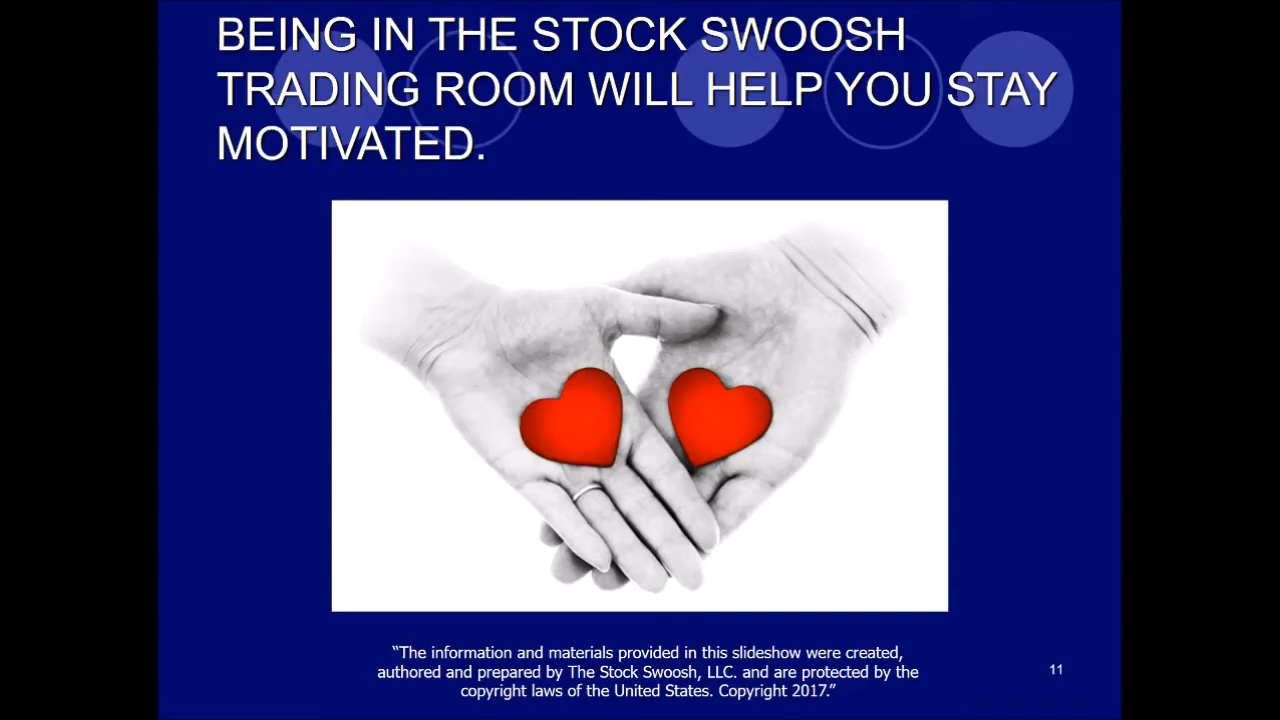 BEING IN THE STOCK SWOOSH
TRADING ROOM WILL HELP YOU STAY
MOTIVATED.
“The information and materials provided in this slideshow were created,
authored and prepared by The Stock Swoosh, LLC. and are protected by the
copyright laws of the United States. Copyright 2017.”
11